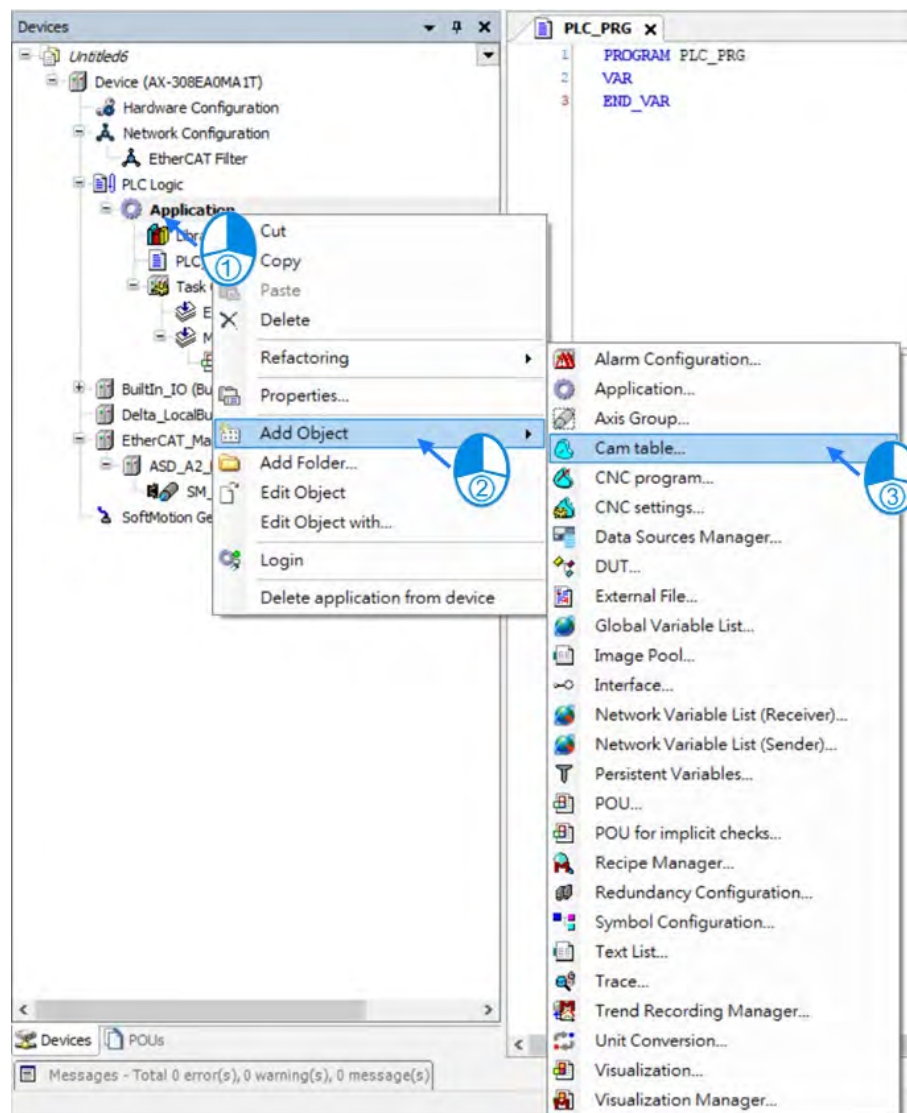 Devices
Untitled6
Device (AX-308EA0MA1T)
Hardware Configuration
Network Configuration
EtherCAT Filter
PLC Logic
Application
PLC_
Task
BuiltIn_IO (Bu
Delta_LocalBu
EtherCAT_Ma
ASD_A2_
SM_
SoftMotion Ge
Devices
POUs
Messages - Total 0 error(s), 0 warning(s), 0 message(s)
PLC_PRG
1 PROGRAM PLC_PRG
2 VAR
3 END_VAR
Cut
Copy
Paste
Delete
Refactoring
Properties...
Add Object
Add Folder...
Edit Object
Edit Object with...
Login
Delete application from device
Alarm Configuration...
Application...
Axis Group...
Cam table...
CNC program...
CNC settings...
Data Sources Manager...
DUT...
External File...
Global Variable List...
Image Pool...
Interface...
Network Variable List (Receiver)...
Network Variable List (Sender)...
Persistent Variables...
POU...
POU for implicit checks...
Recipe Manager...
Redundancy Configuration...
Symbol Configuration...
Text List...
Trace...
Trend Recording Manager...
Unit Conversion...
Visualization...
Visualization Manager...
①
②
③